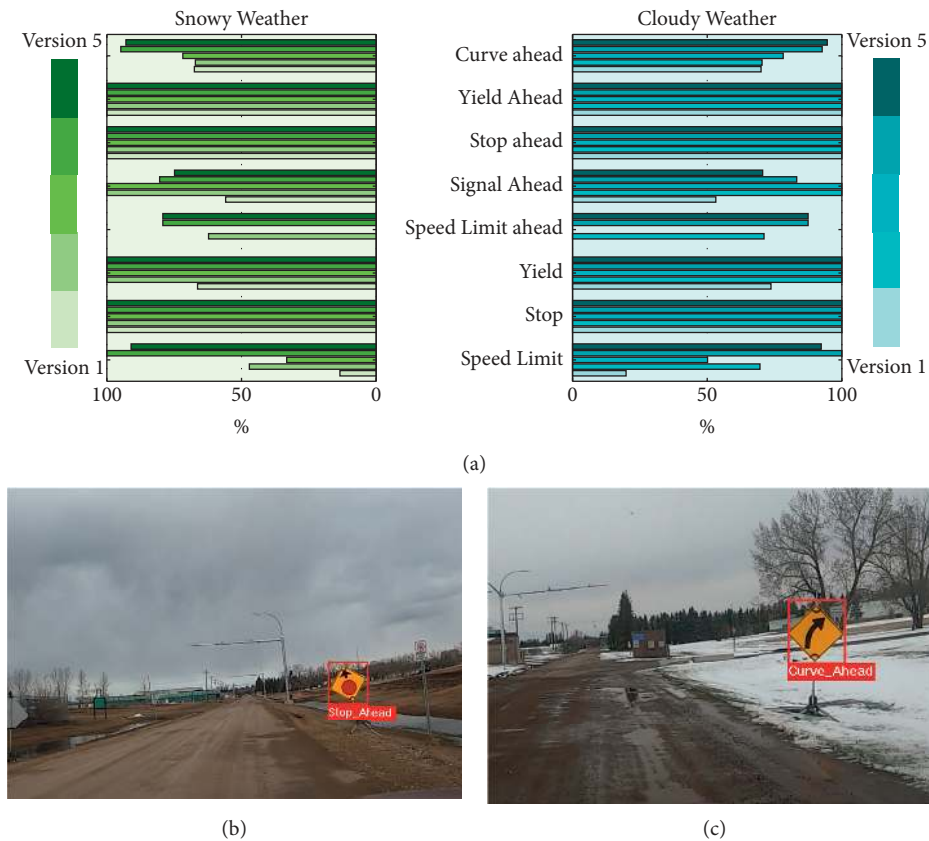 Snowy Weather
Cloudy Weather
Version 5
Version 1
100
50
0
%
Curve ahead
Yield Ahead
Stop ahead
Signal Ahead
Speed Limit ahead
Yield
Stop
Speed Limit
Version 5
Version 1
0
50
100
%
(a)
Stop_Ahead
Curve_Ahead
(b)
(c)